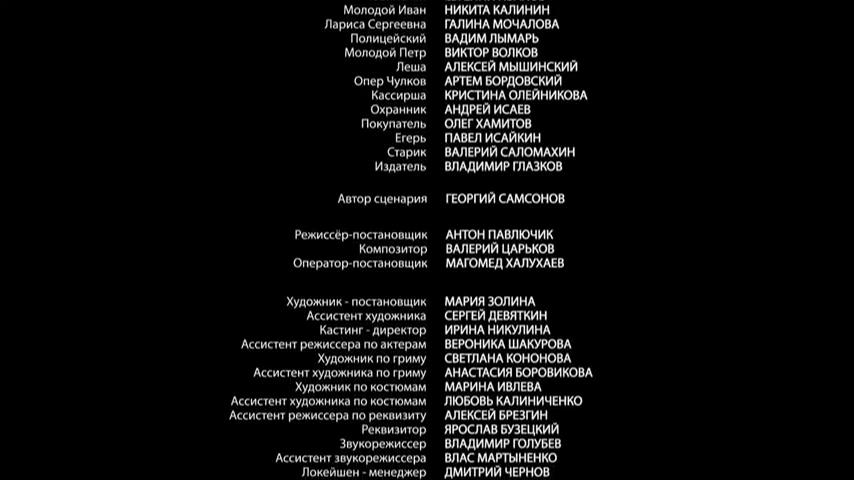 Молодой Иван НИКИТА КАЛИНИН
Лариса Сергеевна ГАЛИНА МОЧАЛОВА
Полицейский ВАДИМ ЛЫМАРЬ
Молодой Петр ВИКТОР ВОЛКОВ
Леша АЛЕКСЕЙ МЫШИНСКИЙ
Опер Чулков АРТЕМ БОРДОВСКИЙ
Кассирша КРИСТИНА ОЛЕЙНИКОВА
Охранник АНДРЕЙ ИСАЕВ
Покупатель ОЛЕГ ХАМИТОВ
Егерь ПАВЕЛ ИСАЙКИН
Старик ВАЛЕРИЙ САЛОМАХИН
Издатель ВЛАДИМИР ГЛАЗКОВ
Автор сценария ГЕОРГИЙ САМСОНОВ
Режиссёр-постановщик АНТОН ПАВЛЮЧИК
Композитор ВАЛЕРИЙ ЦАРЬКОВ
Оператор-постановщик МАГОМЕД ХАЛУХАЕВ
Художник - постановщик МАРИЯ ЗОЛИНА
Ассистент художника СЕРГЕЙ ДЕВЯТКИН
Кастинг - директор ИРИНА НИКУЛИНА
Ассистент режиссера по актерам ВЕРОНИКА ШАКУРОВА
Художник по гриму СВЕТЛАНА КОНОНОВА
Ассистент художника по гриму АНАСТАСИЯ БОРОВИКОВА
Художник по костюмам МАРИНА ИВЛЕВА
Ассистент художника по костюмам ЛЮБОВЬ КАЛИНИЧЕНКО
Ассистент режиссера по реквизиту АЛЕКСЕЙ БРЕЗГИН
Реквизитор ЯРОСЛАВ БУЗЕЦКИЙ
Звукорежиссер ВЛАДИМИР ГОЛУБЕВ
Ассистент звукорежиссера ВЛАС МАРТЫНЕНКО
Локейшен - менеджер ДМИТРИЙ ЧЕРНОВ